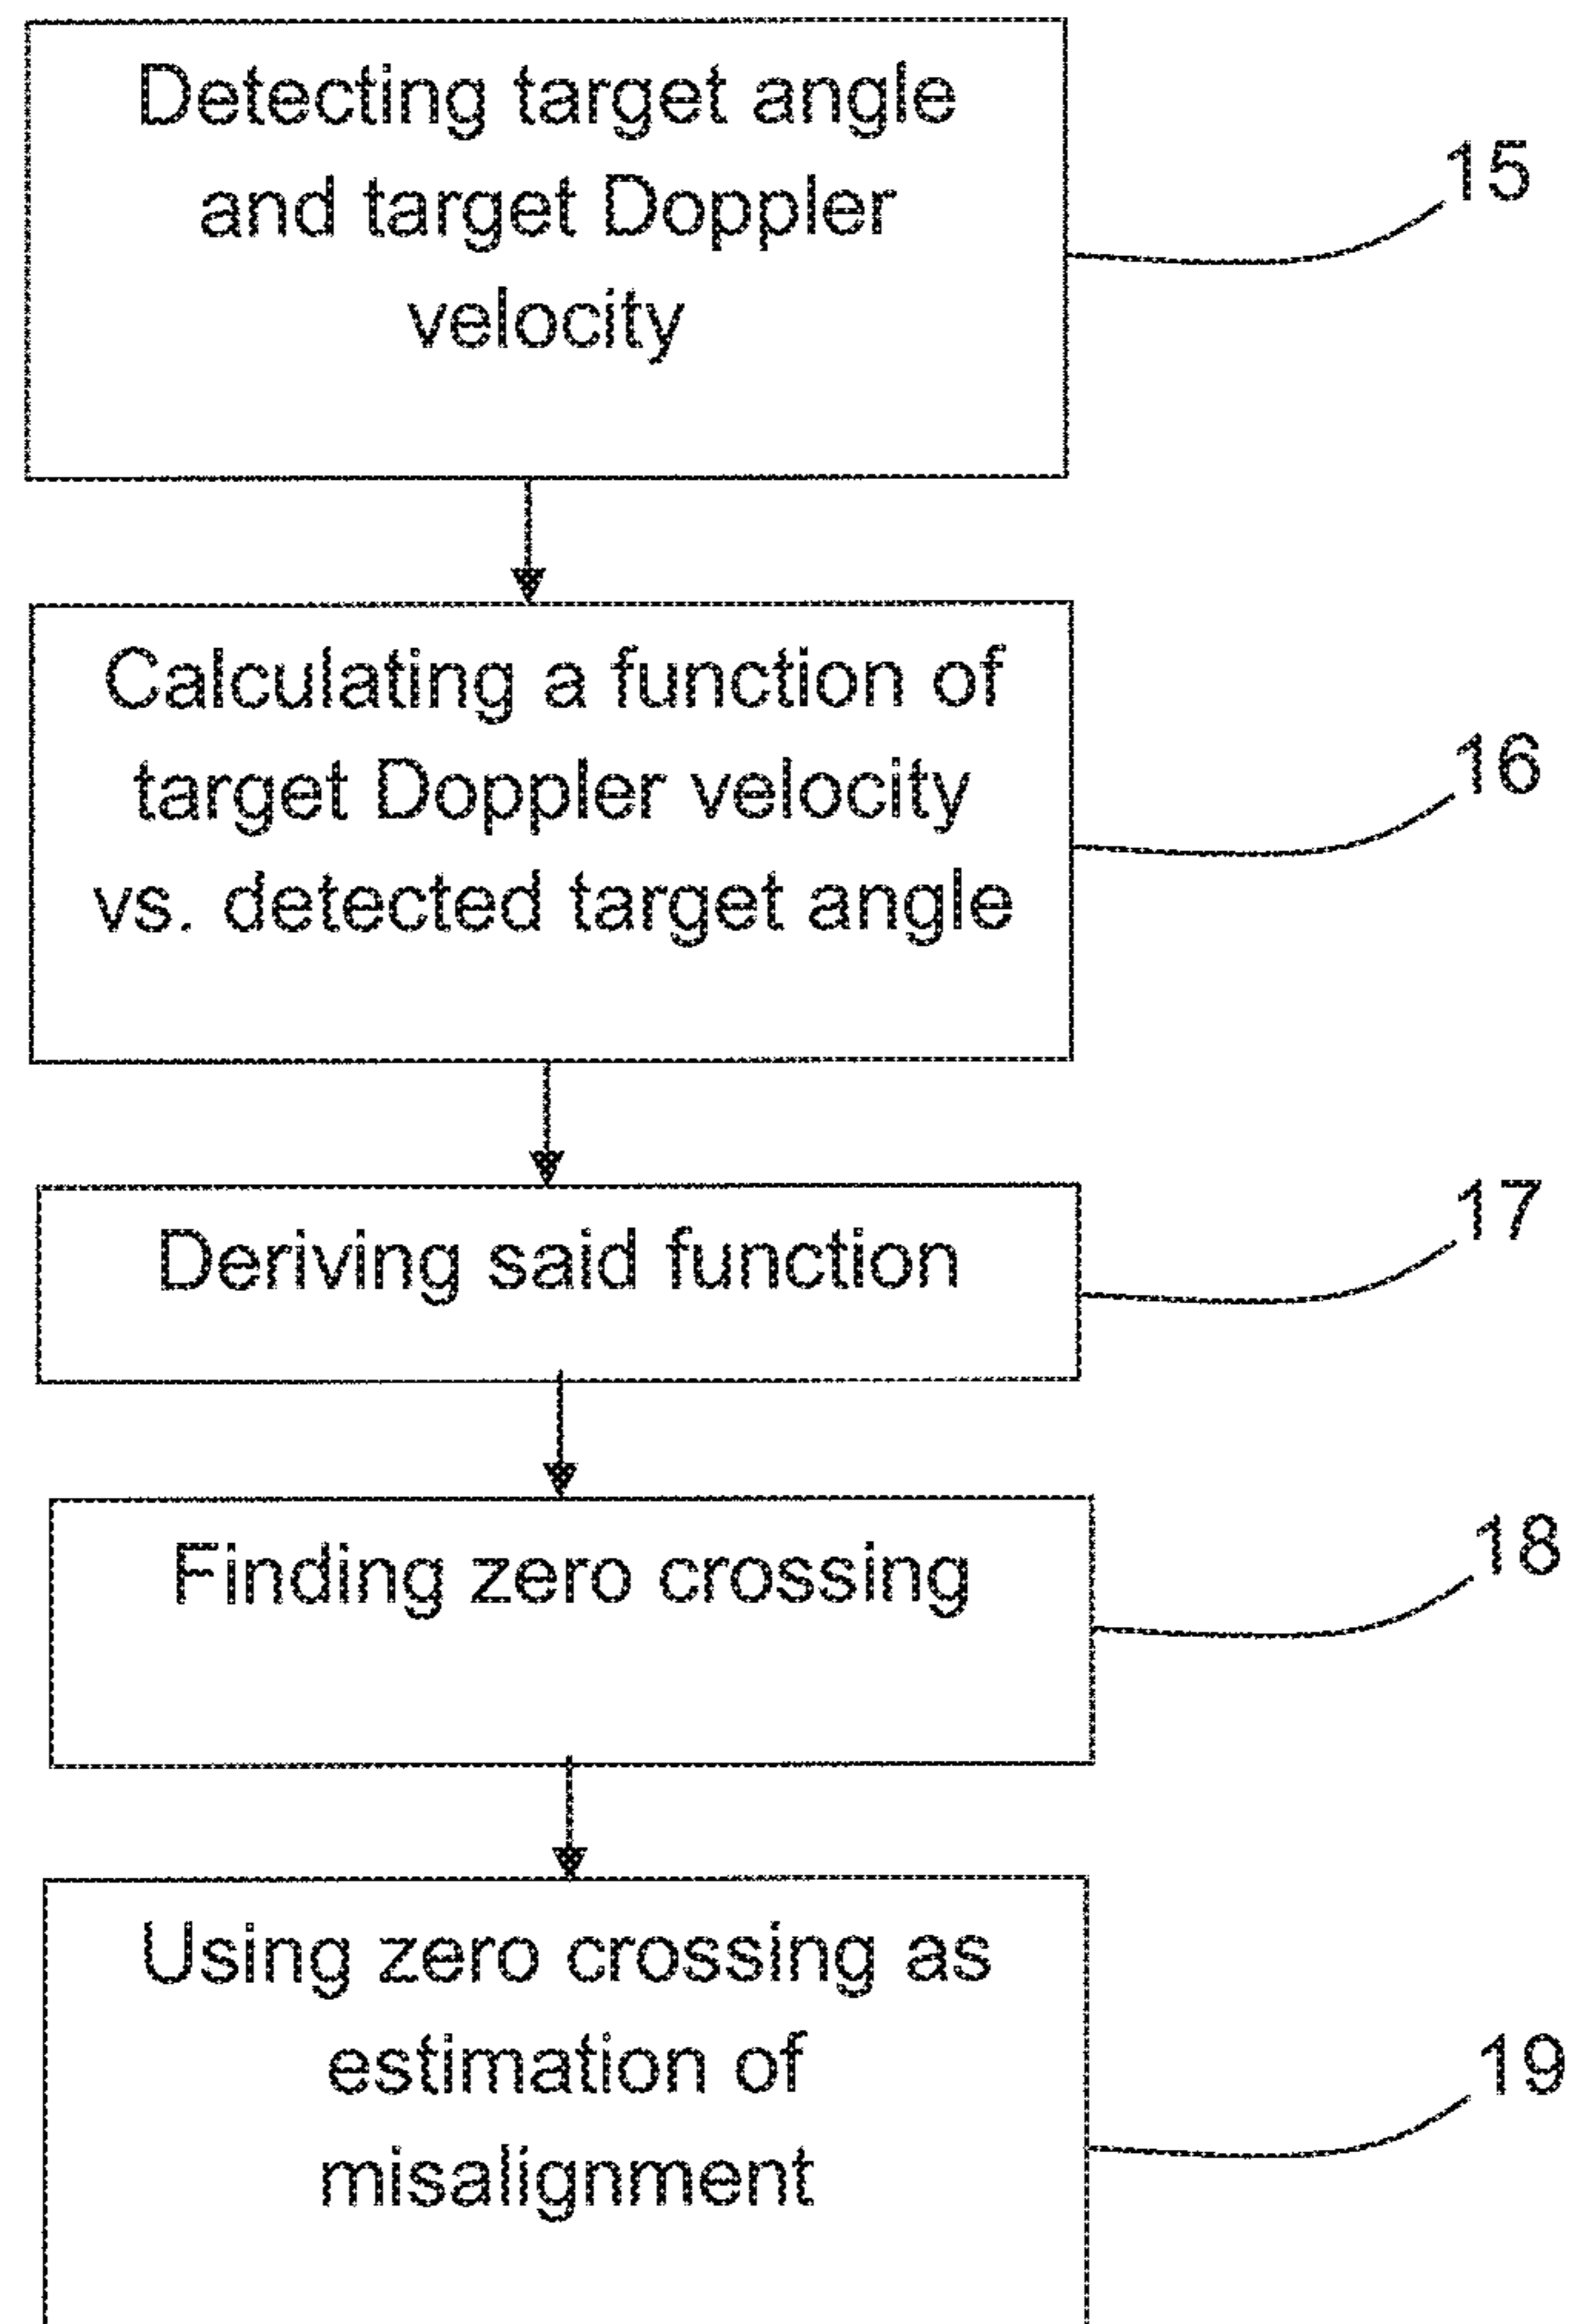 Detecting target angle
and target Doppler
velocity
15
Calculating a function of
target Doppler velocity
vs. detected target angle
16
Deriving said function
17
Finding zero crossing
18
Using zero crossing as
estimation of
misalignment
19